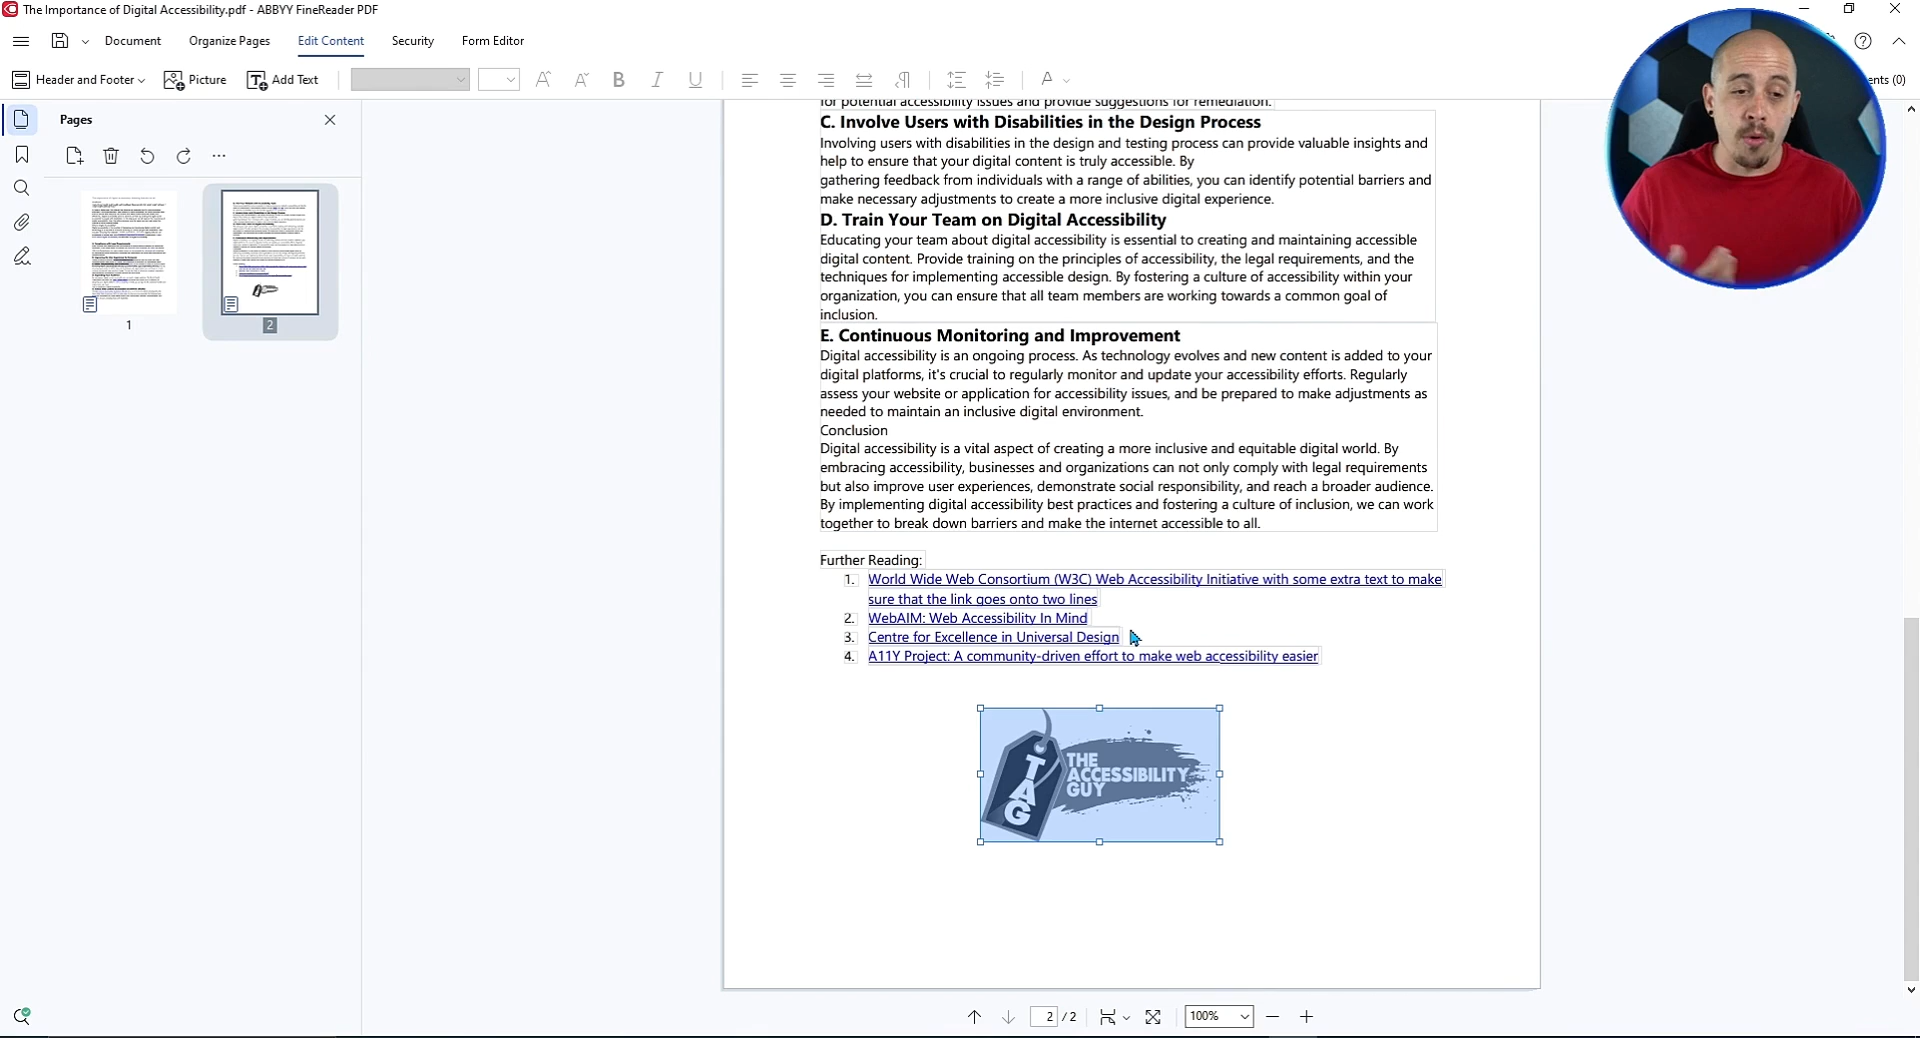 The Importance of Digital Accessibility.pdf - ABBYY FineReader PDF
Document Organize Pages Edit Content Security Form Editor
Header and Footer Picture Add Text
ents (0)
Pages
1
2
for potential accessibility issues and provide suggestions for remediation.
C. Involve Users with Disabilities in the Design Process
Involving users with disabilities in the design and testing process can provide valuable insights and
help to ensure that your digital content is truly accessible. By
gathering feedback from individuals with a range of abilities, you can identify potential barriers and
make necessary adjustments to create a more inclusive digital experience.
D. Train Your Team on Digital Accessibility
Educating your team about digital accessibility is essential to creating and maintaining accessible
digital content. Provide training on the principles of accessibility, the legal requirements, and the
techniques for implementing accessible design. By fostering a culture of accessibility within your
organization, you can ensure that all team members are working towards a common goal of
inclusion.
E. Continuous Monitoring and Improvement
Digital accessibility is an ongoing process. As technology evolves and new content is added to your
digital platforms, it's crucial to regularly monitor and update your accessibility efforts. Regularly
assess your website or application for accessibility issues, and be prepared to make adjustments as
needed to maintain an inclusive digital environment.
Conclusion
Digital accessibility is a vital aspect of creating a more inclusive and equitable digital world. By
embracing accessibility, businesses and organizations can not only comply with legal requirements
but also improve user experiences, demonstrate social responsibility, and reach a broader audience.
By implementing digital accessibility best practices and fostering a culture of inclusion, we can work
together to break down barriers and make the internet accessible to all.
Further Reading:
1. World Wide Web Consortium (W3C) Web Accessibility Initiative with some extra text to make
sure that the link goes onto two lines
2. WebAIM: Web Accessibility In Mind
3. Centre for Excellence in Universal Design
4. A11Y Project: A community-driven effort to make web accessibility easier
TAG
THE
ACCESSIBILITY
GUY
2 / 2 100%